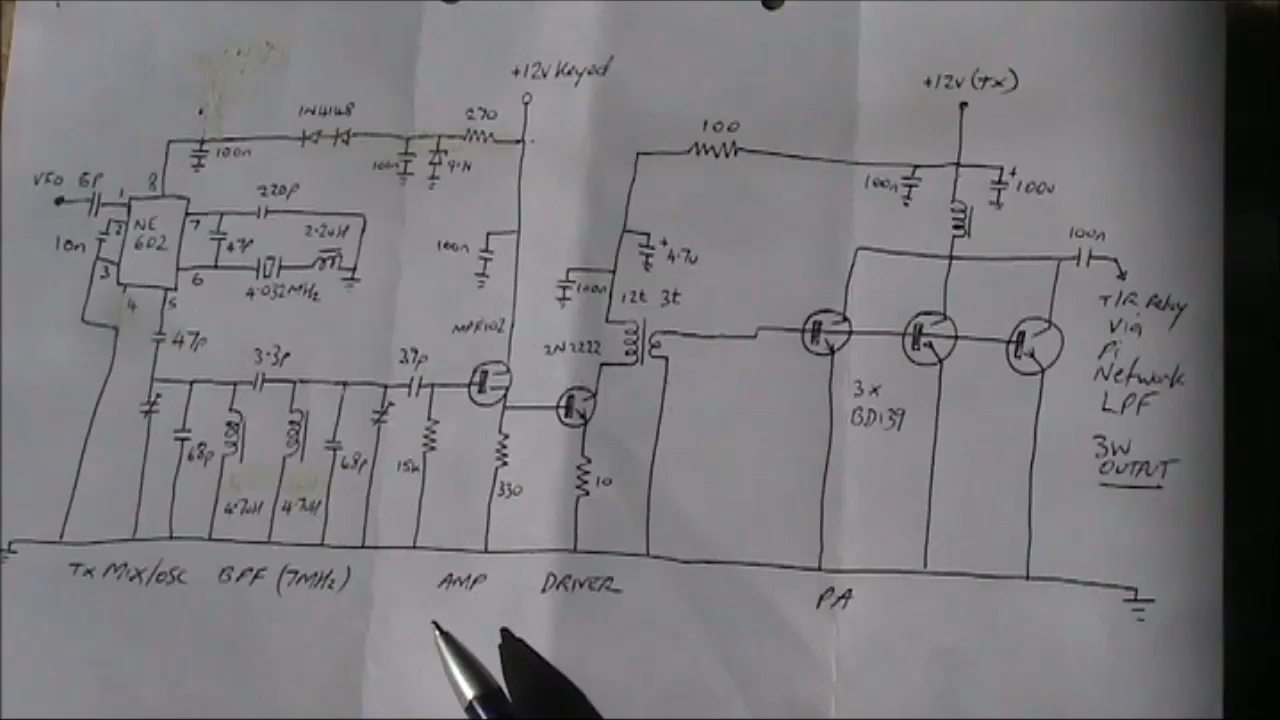 +12v Keyed
+12v (TX)
1N4148
270
100
100n
100n
9.1v
100n
100u
VFO 6p
8
1
220p
2
NE
602
7
10n
47p
2.2uH
100n
4.7u
100n
3
6
4.032MHz
100n
4
5
12t 3t
T/R Relay
Via
Pi
Network
LPF
47p
MPF102
2N2222
3.3p
39p
3x
BD139
3W
OUTPUT
68p
68p
15k
330
10
4.7uH
4.7uH
TX MIX/OSC BPF (7MHz) AMP DRIVER PA